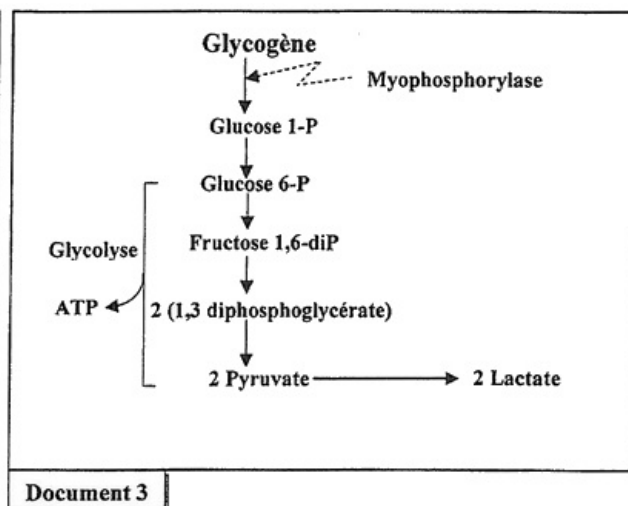 Glycogène
Myophosphorylase
Glucose 1-P
Glucose 6-P
Glycolyse
Fructose 1,6-diP
ATP
2 (1,3 diphosphoglycérate)
2 Pyruvate
2 Lactate
Document 3